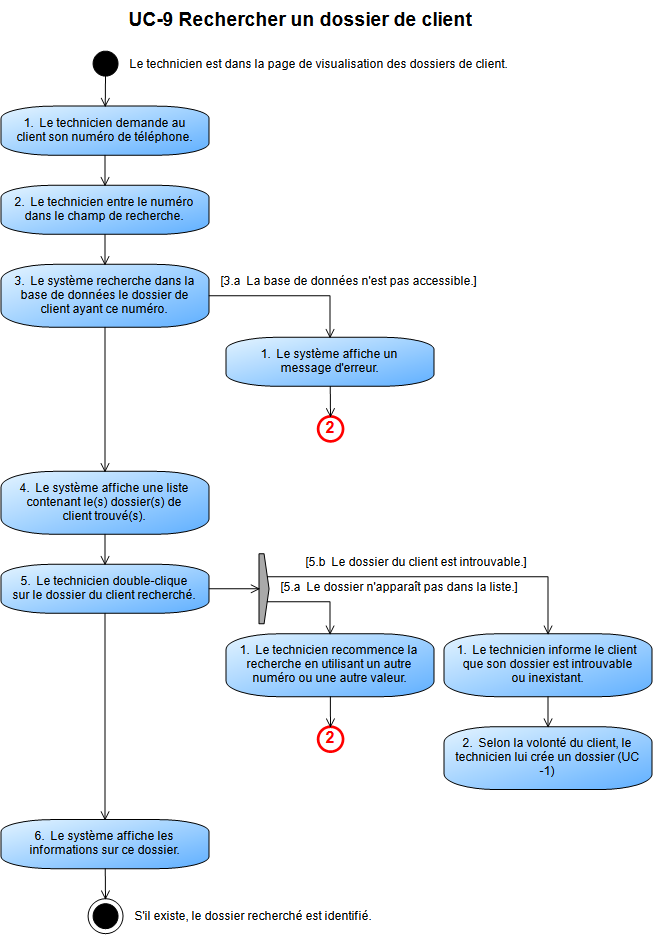 UC-9 Rechercher un dossier de client
Le technicien est dans la page de visualisation des dossiers de client.
1. Le technicien demande au
client son numéro de téléphone.
2. Le technicien entre le numéro
dans le champ de recherche.
3. Le système recherche dans la
base de données le dossier de
client ayant ce numéro.
[3.a La base de données n'est pas accessible.]
1. Le système affiche un
message d'erreur.
2
4. Le système affiche une liste
contenant le(s) dossier(s) de
client trouvé(s).
5. Le technicien double-clique
sur le dossier du client recherché.
[5.b Le dossier du client est introuvable.]
[5.a Le dossier n'apparaît pas dans la liste.]
1. Le technicien recommence la
recherche en utilisant un autre
numéro ou une autre valeur.
2
1. Le technicien informe le client
que son dossier est introuvable
ou inexistant.
2. Selon la volonté du client, le
technicien lui crée un dossier (UC
-1)
6. Le système affiche les
informations sur ce dossier.
S'il existe, le dossier recherché est identifié.